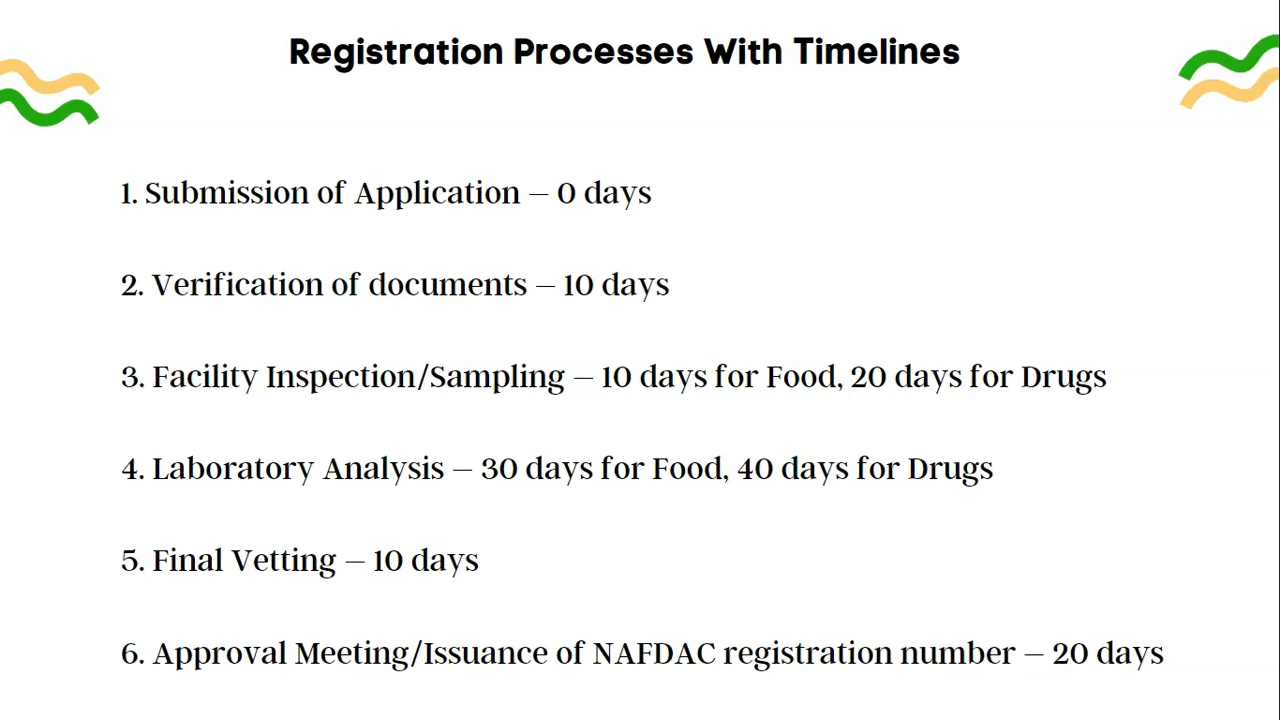 Registration Processes With Timelines
1. Submission of Application – 0 days
2. Verification of documents – 10 days
3. Facility Inspection/Sampling – 10 days for Food, 20 days for Drugs
4. Laboratory Analysis – 30 days for Food, 40 days for Drugs
5. Final Vetting – 10 days
6. Approval Meeting/Issuance of NAFDAC registration number – 20 days